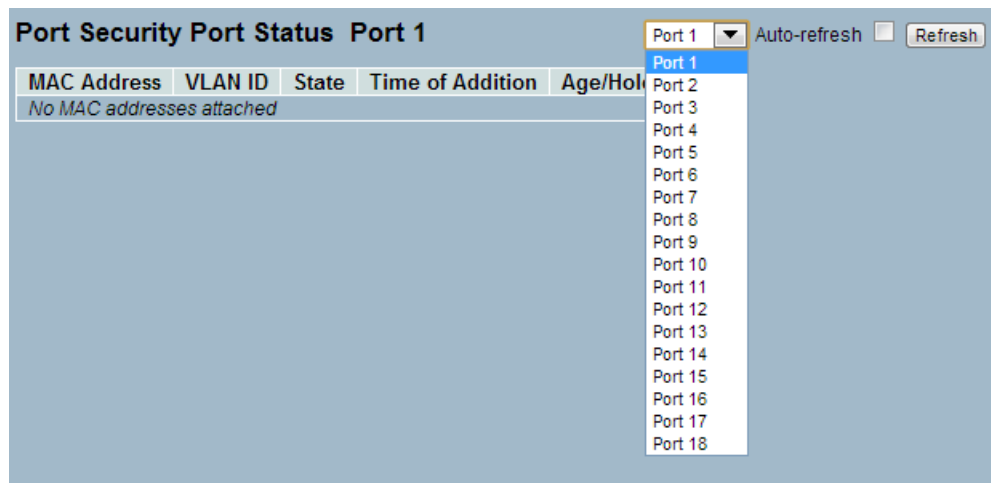 Port Security Port Status Port 1
Port 1 Auto-refresh Refresh
MAC Address VLAN ID State Time of Addition
No MAC addresses attached
Port 1
Port 2
Port 3
Port 4
Port 5
Port 6
Port 7
Port 8
Port 9
Port 10
Port 11
Port 12
Port 13
Port 14
Port 15
Port 16
Port 17
Port 18